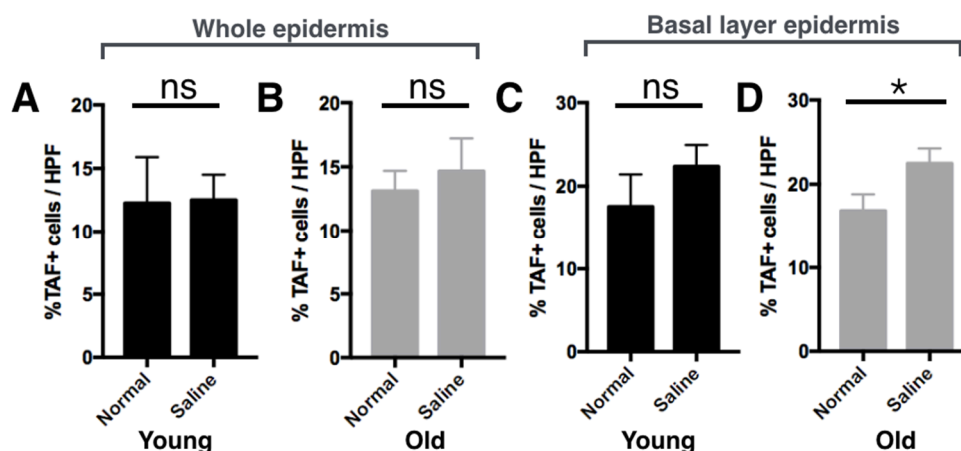 Whole epidermis
Basal layer epidermis
A
ns
%TAF+ cells / HPF
20
15
10
5
0
Normal
Saline
Young
B
ns
% TAF+ cells / HPF
20
15
10
5
0
Normal
Saline
Old
C
ns
% TAF+ cells / HPF
30
20
10
0
Normal
Saline
Young
D
*
% TAF+ cells / HPF
30
20
10
0
Normal
Saline
Old